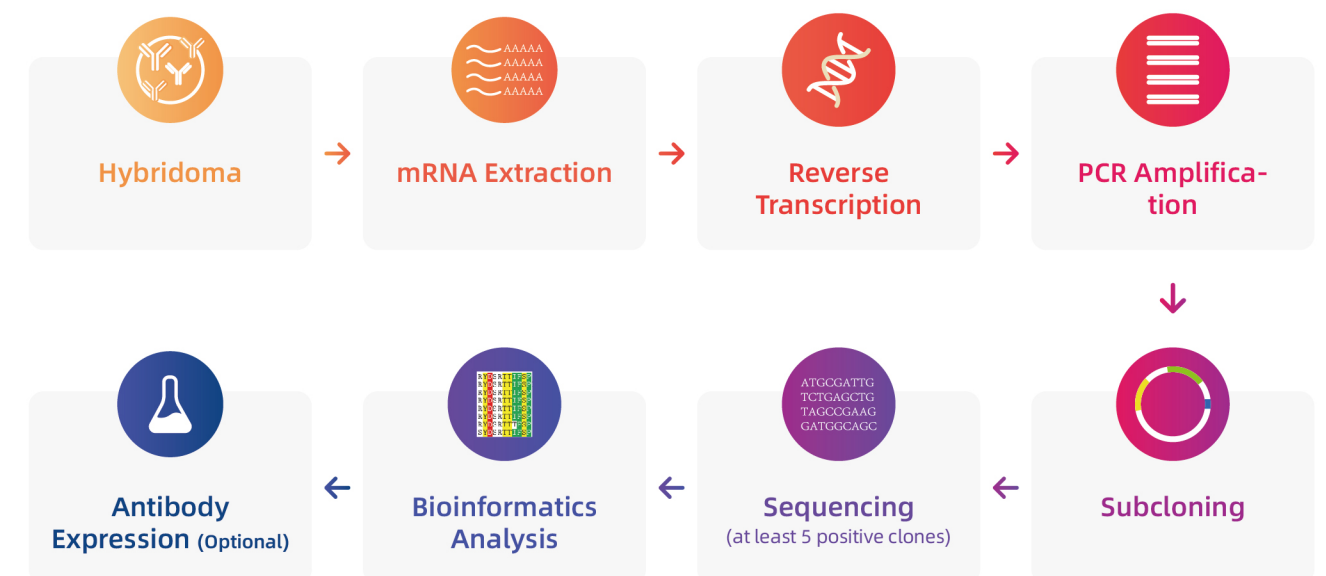 AAAAA
AAAAA
AAAAA
AAAAA
Hybridoma
mRNA Extraction
Reverse
Transcription
PCR Amplifica-
tion
ATGCGATTG
TCTGAGCTG
TAGCCGAAG
GATGGCAGC
Subcloning
Sequencing
(at least 5 positive clones)
Bioinformatics
Analysis
Antibody
Expression (Optional)